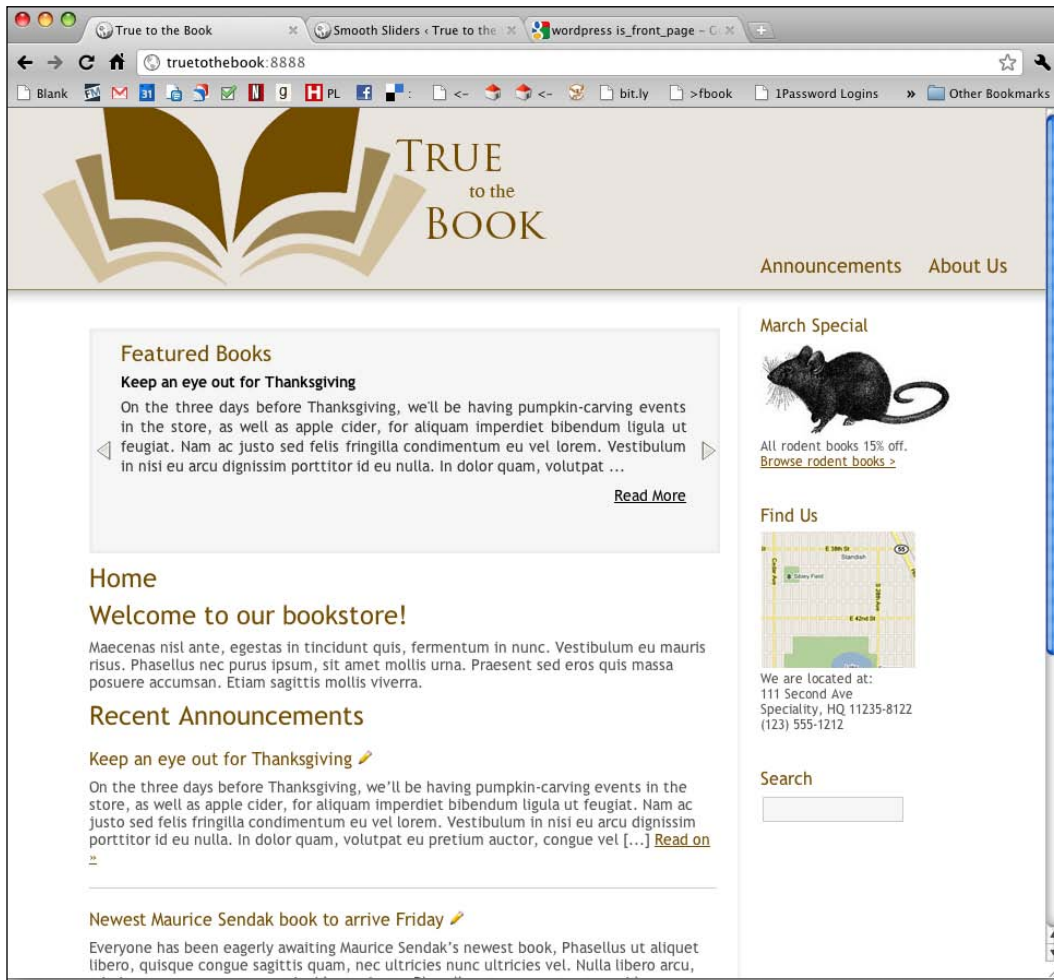 True to the Book
Smooth Sliders ‹ True to the
wordpress is_front_page – G
truetothebook:8888
Blank
31
N
g
H PL
:
<-
<-
bit.ly
>fbook
1Password Logins
»
Other Bookmarks
TRUE
to the
BOOK
Announcements
About Us
Featured Books
Keep an eye out for Thanksgiving
On the three days before Thanksgiving, we'll be having pumpkin-carving events
in the store, as well as apple cider, for aliquam imperdiet bibendum ligula ut
feugiat. Nam ac justo sed felis fringilla condimentum eu vel lorem. Vestibulum
in nisi eu arcu dignissim porttitor id eu nulla. In dolor quam, volutpat ...
Read More
Home
Welcome to our bookstore!
Maecenas nisl ante, egestas in tincidunt quis, fermentum in nunc. Vestibulum eu mauris
risus. Phasellus nec purus ipsum, sit amet mollis urna. Praesent sed eros quis massa
posuere accumsan. Etiam sagittis mollis viverra.
Recent Announcements
Keep an eye out for Thanksgiving
On the three days before Thanksgiving, we’ll be having pumpkin-carving events in the
store, as well as apple cider, for aliquam imperdiet bibendum ligula ut feugiat. Nam ac
justo sed felis fringilla condimentum eu vel lorem. Vestibulum in nisi eu arcu dignissim
porttitor id eu nulla. In dolor quam, volutpat eu pretium auctor, congue vel [...] Read on
»
Newest Maurice Sendak book to arrive Friday
Everyone has been eagerly awaiting Maurice Sendak’s newest book, Phasellus ut aliquet
libero, quisque congue sagittis quam, nec ultricies nunc ultricies vel. Nulla libero arcu,
March Special
All rodent books 15% off.
Browse rodent books >
Find Us
E 38th St
Standish
55
Cedar Ave
Sibley Field
S 28th Ave
E 42nd St
We are located at:
111 Second Ave
Speciality, HQ 11235-8122
(123) 555-1212
Search